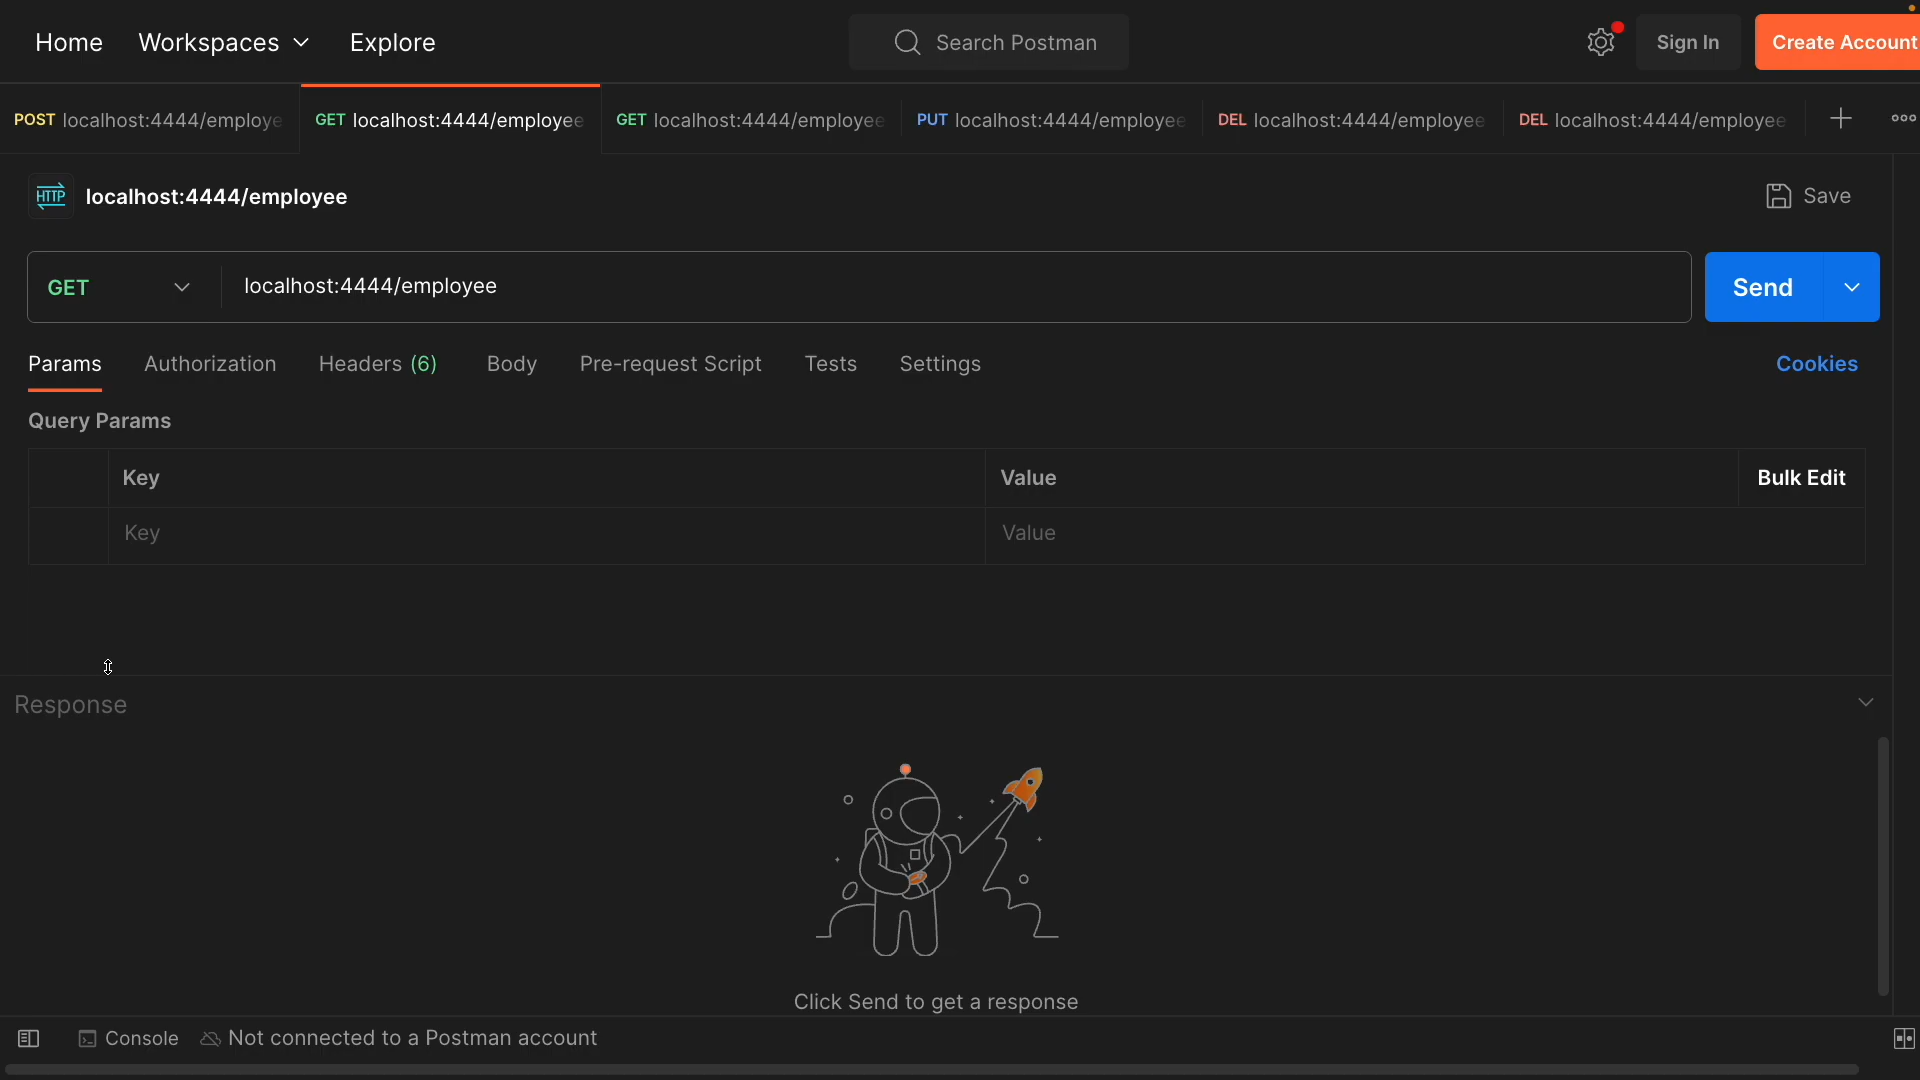 Home Workspaces Explore Search Postman Sign In Create Account
POST localhost:4444/employe GET localhost:4444/employee GET localhost:4444/employee PUT localhost:4444/employee DEL localhost:4444/employee DEL localhost:4444/employee
HTTP localhost:4444/employee Save
GET localhost:4444/employee Send
Params Authorization Headers (6) Body Pre-request Script Tests Settings Cookies
Query Params
Key Value Bulk Edit
Key Value
Response
Click Send to get a response
Console Not connected to a Postman account